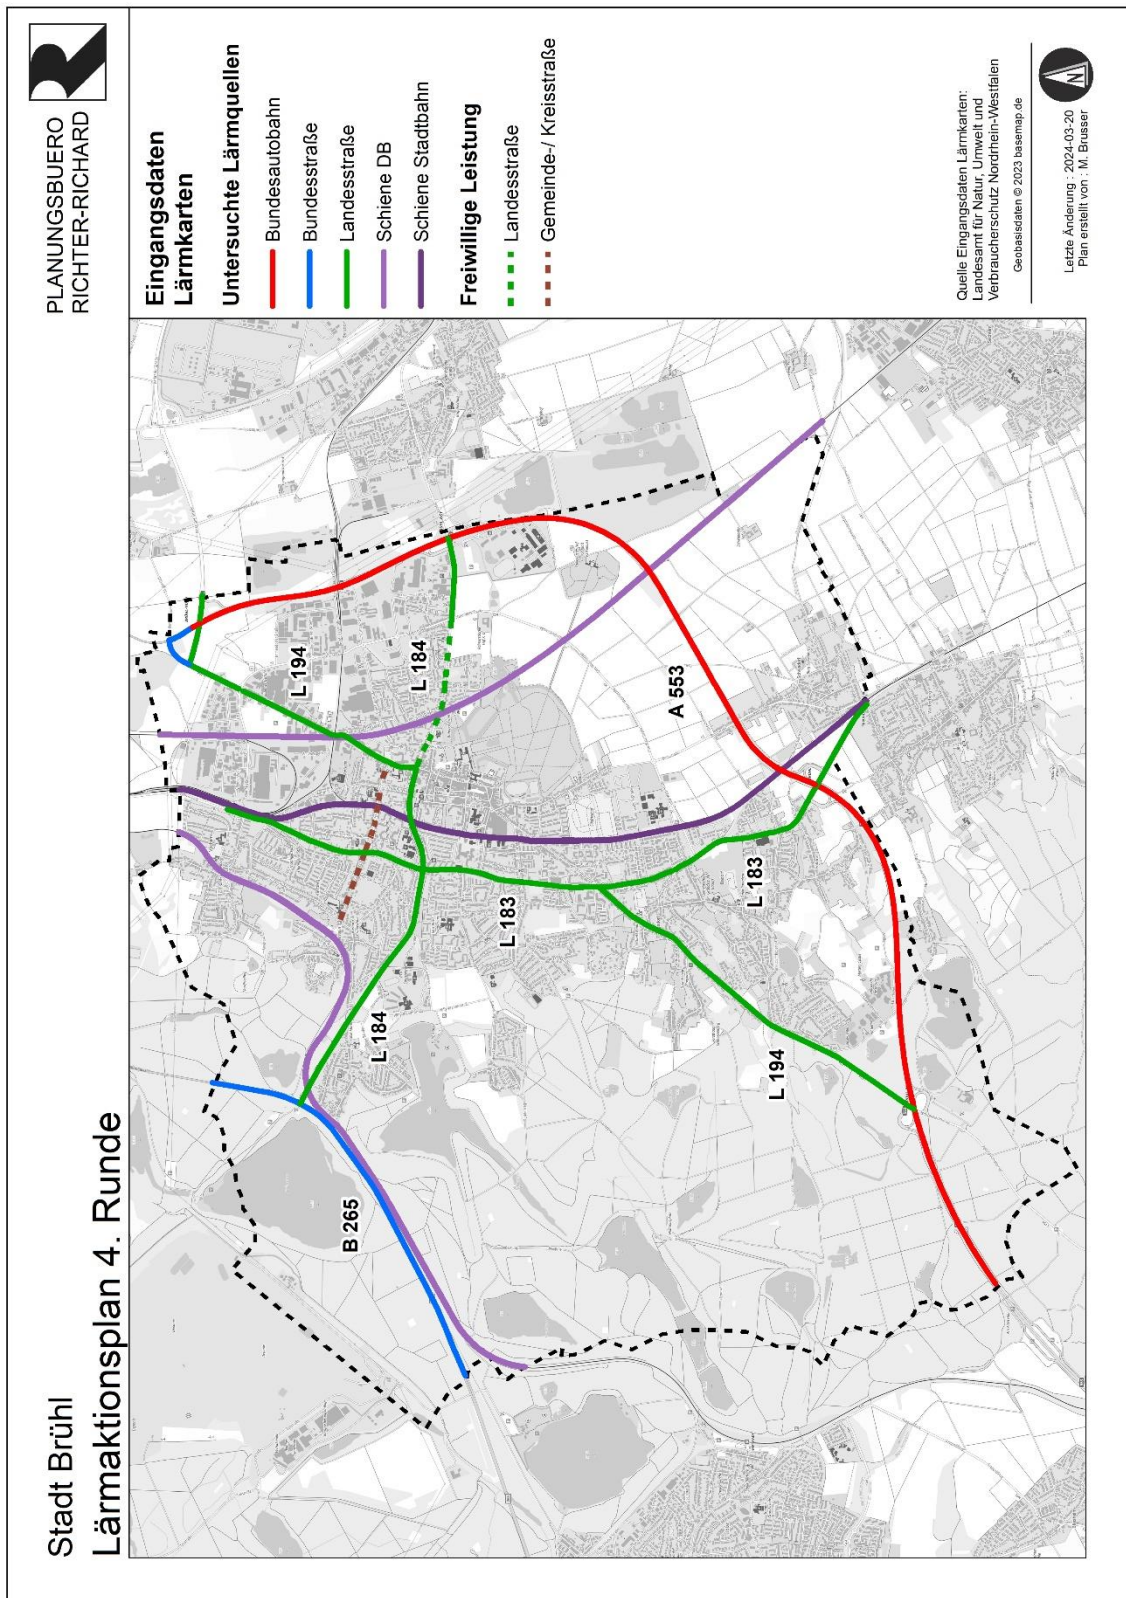 Stadt Brühl
Lärmaktionsplan 4. Runde
PLANUNGSBUERO
RICHTER-RICHARD
Eingangsdaten
Lärmkarten
Untersuchte Lärmquellen
Bundesautobahn
Bundesstraße
Landesstraße
Schiene DB
Schiene Stadtbahn
Freiwillige Leistung
Landesstraße
Gemeinde-/ Kreisstraße
Quelle Eingangsdaten Lärmkarten:
Landesamt für Natur, Umwelt und
Verbraucherschutz Nordrhein-Westfalen
Geobasisdaten © 2023 basemap.de
N
Letzte Änderung : 2024-03-20
Plan erstellt von : M. Brusser
B 265
L 184
L 194
L 184
L 183
L 183
L 194
A 553